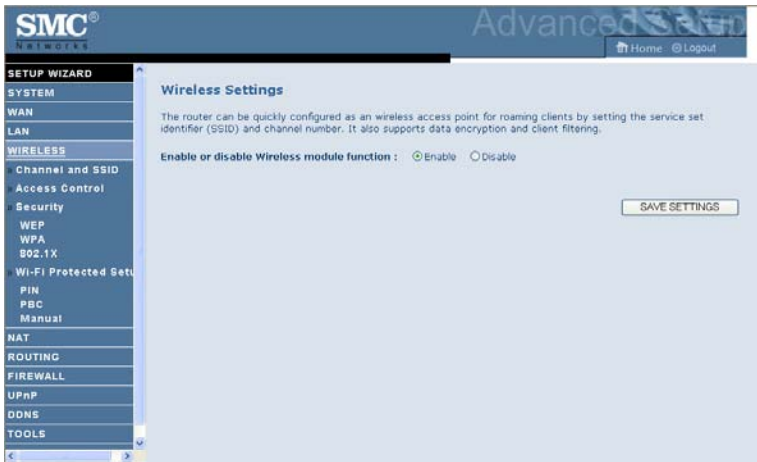 SMC®
Networks
Advanced Setup
Home Logout
SETUP WIZARD
SYSTEM
WAN
LAN
WIRELESS
» Channel and SSID
» Access Control
» Security
WEP
WPA
802.1X
» Wi-Fi Protected Setu
PIN
PBC
Manual
NAT
ROUTING
FIREWALL
UPnP
DDNS
TOOLS
Wireless Settings
The router can be quickly configured as an wireless access point for roaming clients by setting the service set
identifier (SSID) and channel number. It also supports data encryption and client filtering.
Enable or disable Wireless module function : Enable Disable
SAVE SETTINGS